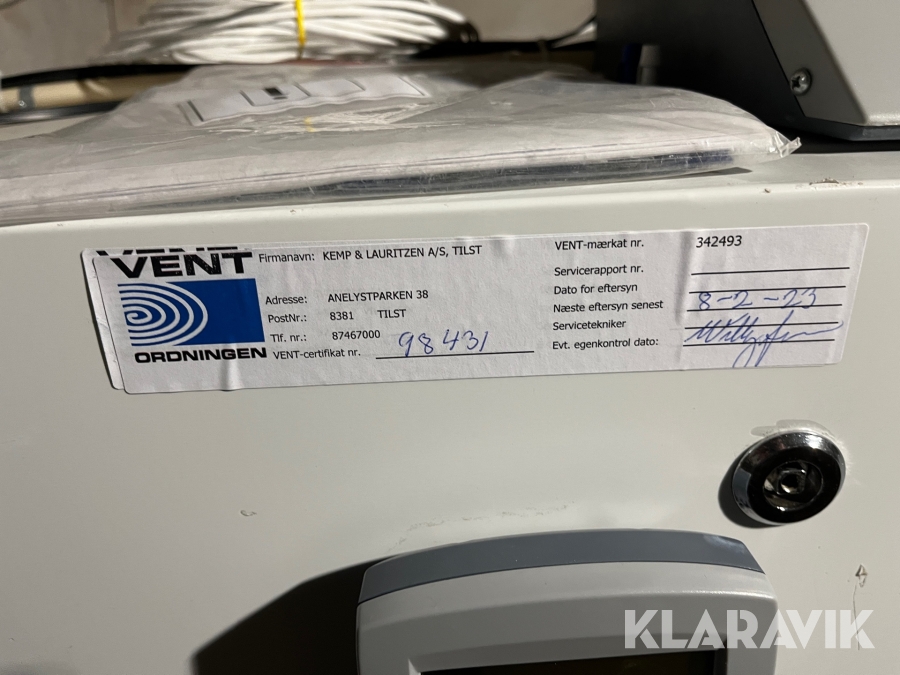 VENT
ORDNINGEN
Firmanavn: KEMP & LAURITZEN A/S, TILST
Adresse: ANELYSTPARKEN 38
PostNr.: 8381 TILST
Tlf. nr.: 87467000
VENT-certifikat nr. 98431
VENT-mærkat nr. 342493
Servicerapport nr.
Dato for eftersyn
Næste eftersyn senest 8-2-23
Servicetekniker
Evt. egenkontrol dato:
KLARAVIK